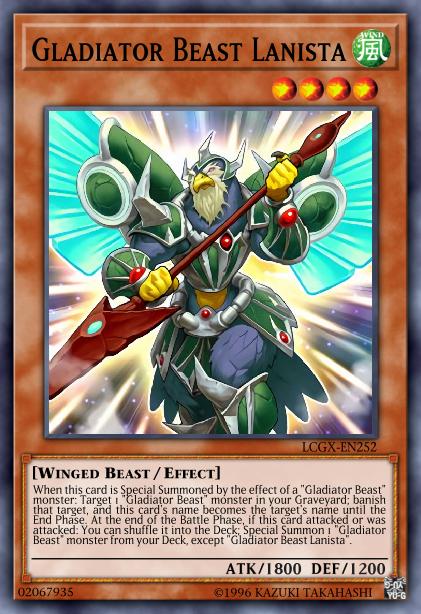 Gladiator Beast Lanista
WIND
風
LCGX-EN252
[Winged Beast / Effect]
When this card is Special Summoned by the effect of a "Gladiator Beast"
monster: Target 1 "Gladiator Beast" monster in your Graveyard; banish
that target, and this card's name becomes the target's name until the
End Phase. At the end of the Battle Phase, if this card attacked or was
attacked: You can shuffle it into the Deck; Special Summon 1 "Gladiator
Beast" monster from your Deck, except "Gladiator Beast Lanista".
ATK/1800 DEF/1200
02067935
©1996 KAZUKI TAKAHASHI